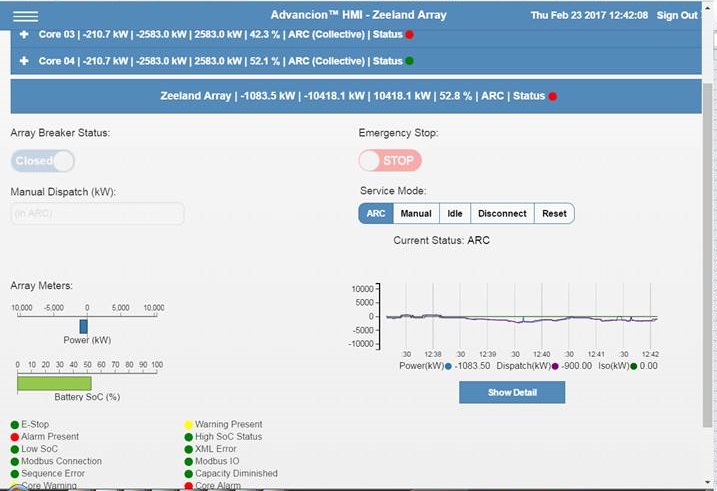 Advancion™ HMI - Zeeland Array
Thu Feb 23 2017 12:42:08 Sign Out
Core 03 | -210.7 kW | -2583.0 kW | 2583.0 kW | 42.3 % | ARC (Collective) | Status
Core 04 | -210.7 kW | -2583.0 kW | 2583.0 kW | 52.1 % | ARC (Collective) | Status
Zeeland Array | -1083.5 kW | -10418.1 kW | 10418.1 kW | 52.8 % | ARC | Status
Array Breaker Status:
Closed
Emergency Stop:
STOP
Manual Dispatch (kW):
(in ARC)
Service Mode:
ARC Manual Idle Disconnect Reset
Current Status: ARC
Array Meters:
10,000 -5,000 0 5,000 10,000
Power (kW)
0 10 20 30 40 50 60 70 80 90 100
Battery SoC (%)
10000
5000
0
-5000
-10000
:30 12:38 :30 12:39 :30 12:40 :30 12:41 :30 12:42
Power(kW) -1083.50 Dispatch(kW) -900.00 Iso(kW) 0.00
Show Detail
E-Stop
Alarm Present
Low SoC
Modbus Connection
Sequence Error
Core Warning
Warning Present
High SoC Status
XML Error
Modbus IO
Capacity Diminished
Core Alarm